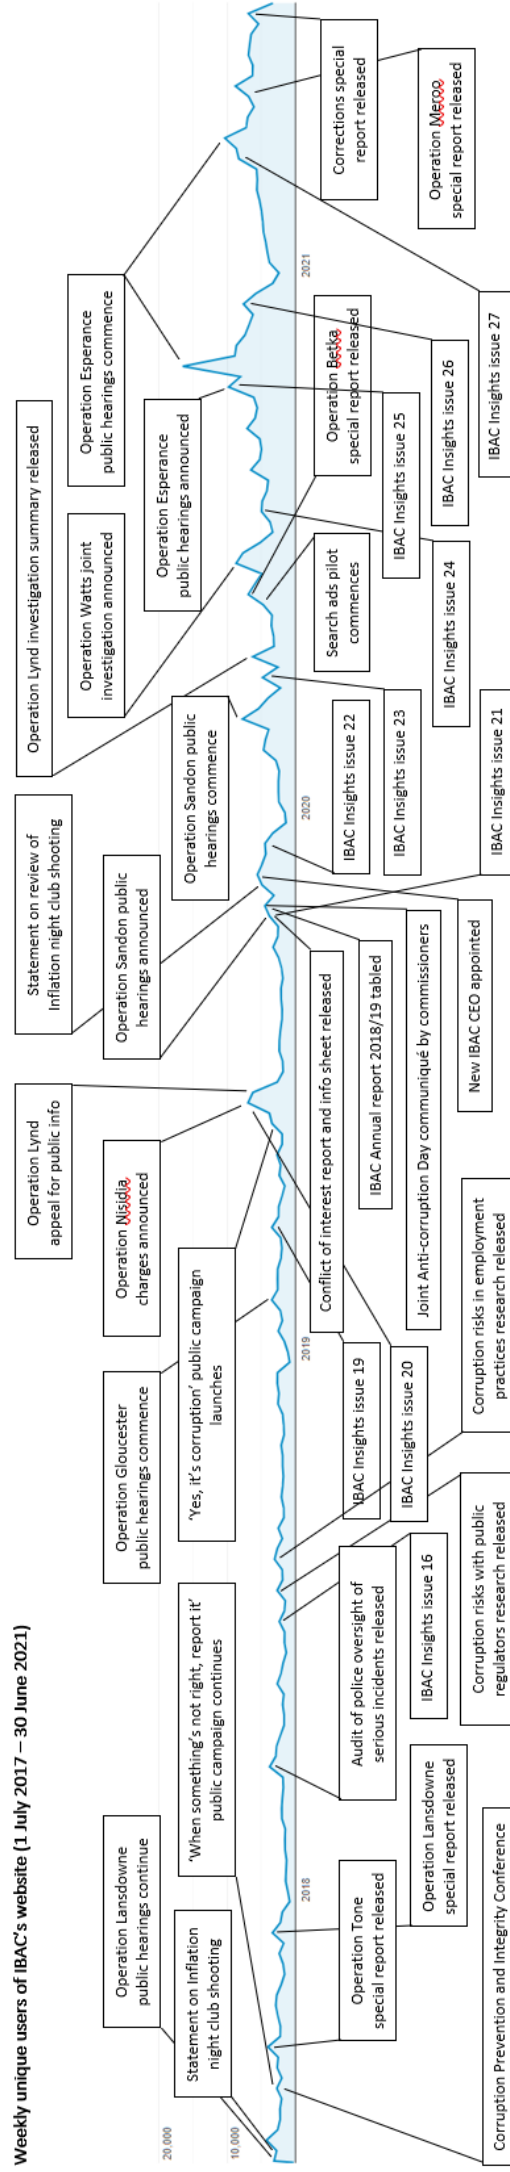 Weekly unique users of IBAC's website (1 July 2017 – 30 June 2021)
Operation Lynd
appeal for public info
Statement on review of
Inflation night club shooting
Operation Lynd investigation summary released
Operation Lansdowne
public hearings continue
Operation Gloucester
public hearings commence
Operation Nisidia
charges announced
Operation Sandon public
hearings announced
Operation Watts joint
investigation announced
Operation Esperance
public hearings commence
Statement on Inflation
night club shooting
'When something's not right, report it'
public campaign continues
'Yes, it's corruption' public campaign
launches
Operation Sandon public
hearings commence
Operation Esperance
public hearings announced
20,000
10,000
2018
2019
2020
2021
Operation Tone
special report released
Audit of police oversight of
serious incidents released
IBAC Insights issue 19
Conflict of interest report and info sheet released
IBAC Insights issue 22
Search ads pilot
commences
Operation Betka
special report released
Corrections special
report released
Operation Lansdowne
special report released
IBAC Insights issue 16
IBAC Insights issue 20
IBAC Annual report 2018/19 tabled
Joint Anti-corruption Day communiqué by commissioners
IBAC Insights issue 23
IBAC Insights issue 24
IBAC Insights issue 25
IBAC Insights issue 26
Operation Meroo
special report released
Corruption Prevention and Integrity Conference
Corruption risks with public
regulators research released
Corruption risks in employment
practices research released
New IBAC CEO appointed
IBAC Insights issue 21
IBAC Insights issue 27